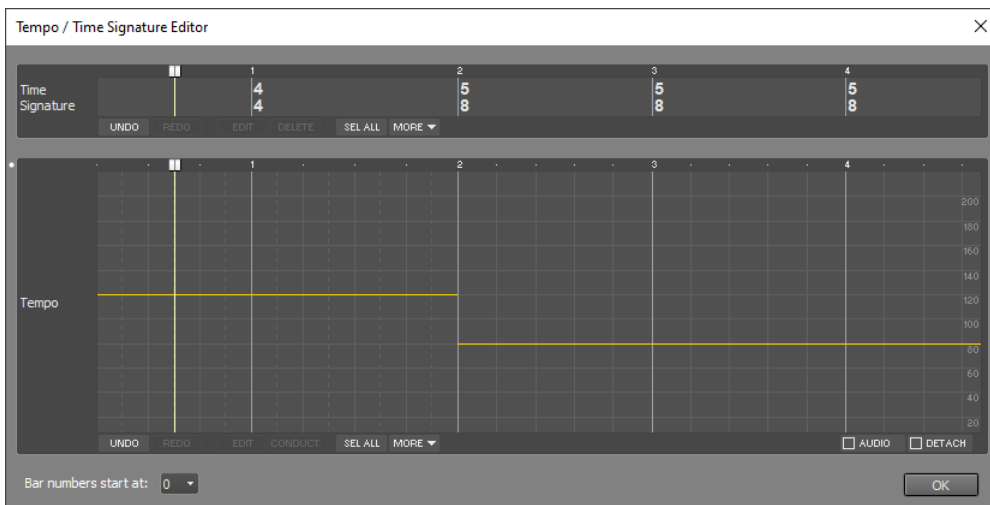 Tempo / Time Signature Editor
1 2 3 4
Time
Signature
4 5 5 5
4 8 8 8
UNDO REDO EDIT DELETE SEL ALL MORE
1 2 3 4
200
180
160
140
Tempo
120
100
80
60
40
20
UNDO REDO EDIT CONDUCT SEL ALL MORE AUDIO DETACH
Bar numbers start at: 0 OK